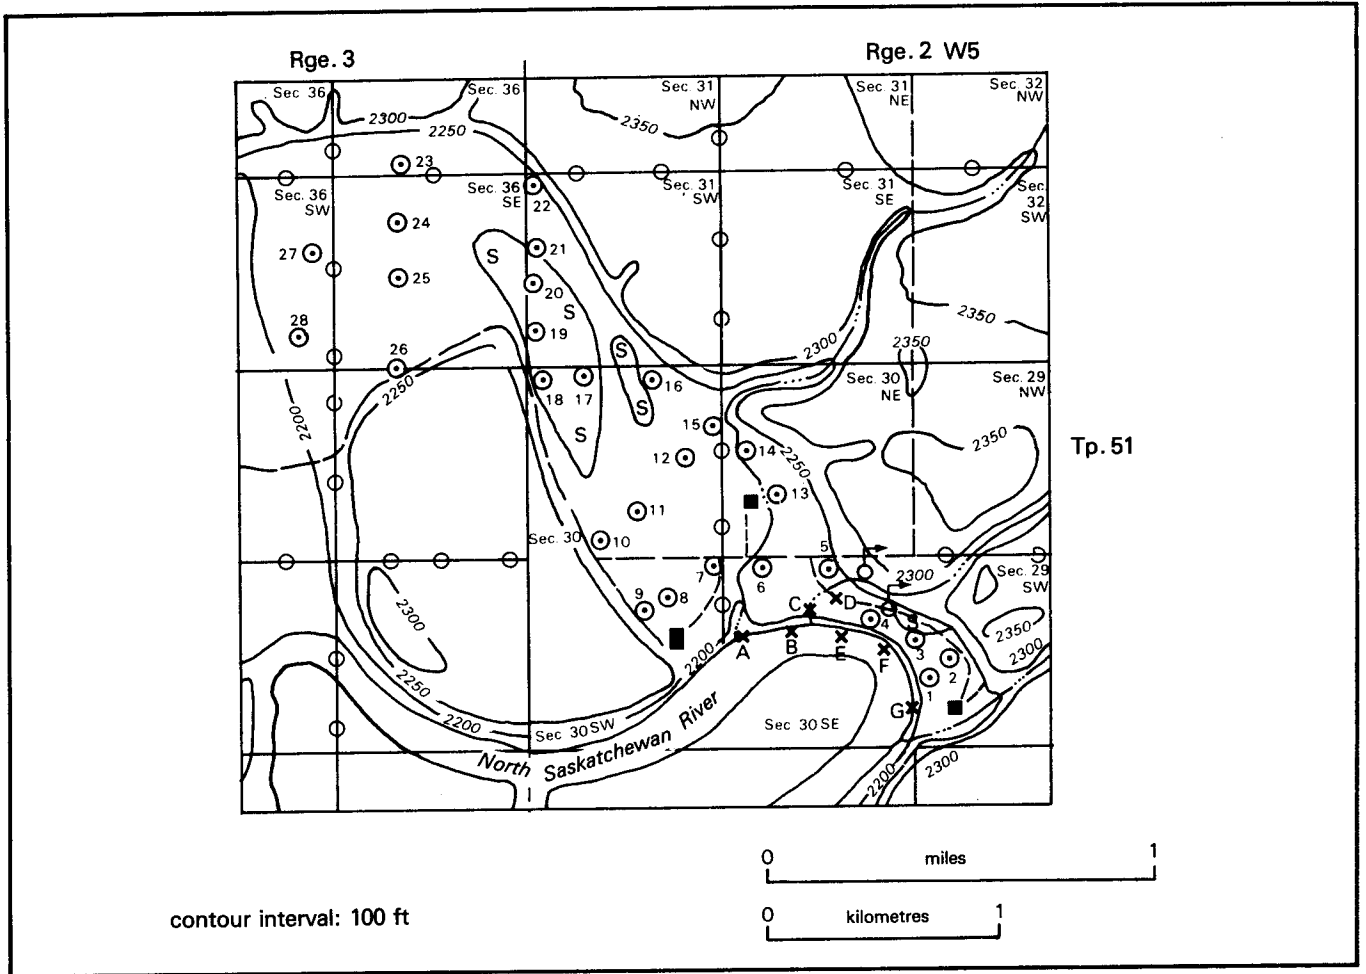 Rge. 3
Rge. 2 W5
Sec. 36
Sec. 36
Sec. 31
NW
Sec. 31
NE
Sec. 32
NW
2300
2250
2350
23
Sec. 36
SW
Sec. 36
SE
22
Sec. 31
SW
Sec. 31
SE
Sec.
32
SW
24
27
S
21
25
20
S
2350
28
19
S
2300
2350
26
2250
18
17
16
S
Sec. 30
NE
Sec. 29
NW
2200
15
S
12
14
2250
2350
Tp. 51
13
11
Sec. 30
10
5
7
6
2300
Sec. 29
SW
9
8
C
D
4
2300
3
2350
2200
A
B
E
F
2
2300
1
2250
G
2200
Sec 30 SW
Sec 30 SE
North Saskatchewan River
2200
2300
0
miles
1
contour interval: 100 ft
0
kilometres
1